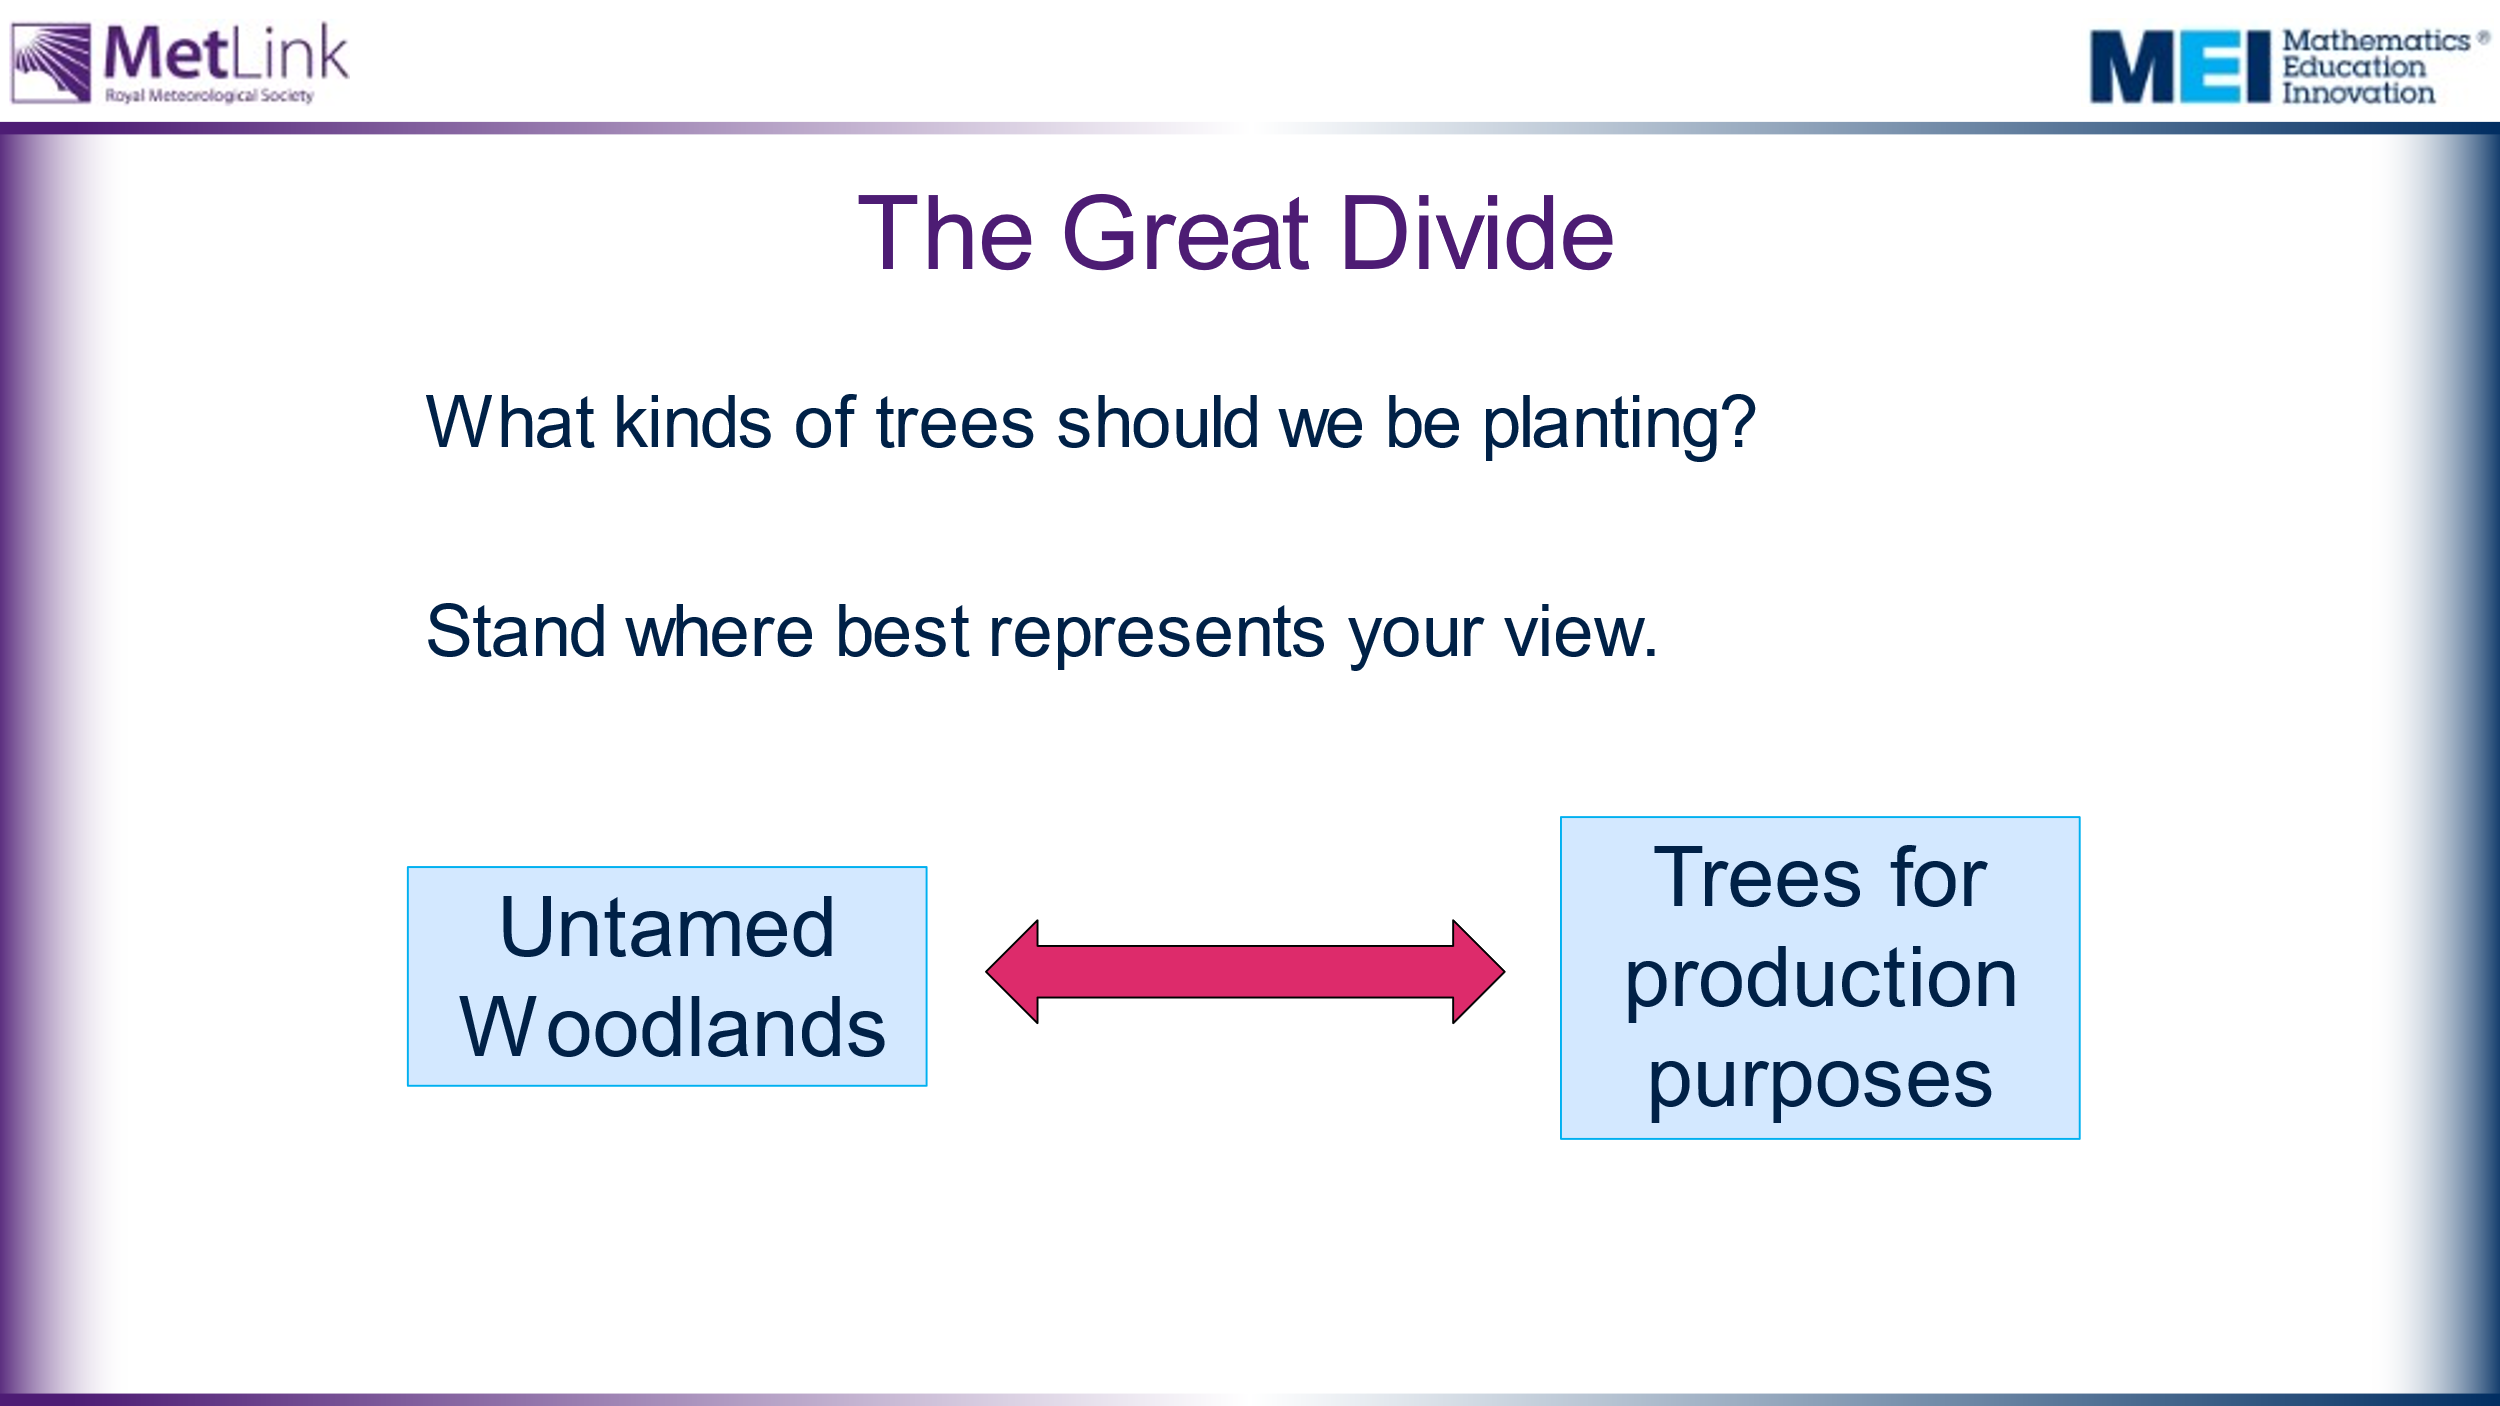 MetLink
Royal Meteorological Society
MEI
Mathematics ®
Education
Innovation
The Great Divide
What kinds of trees should we be planting?
Stand where best represents your view.
Untamed
Woodlands
Trees for
production
purposes